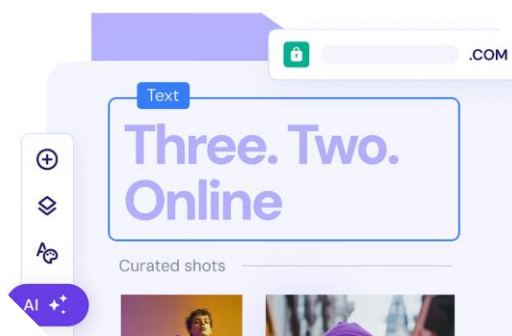 .COM
Text
Three. Two.
Online
Curated shots
AI